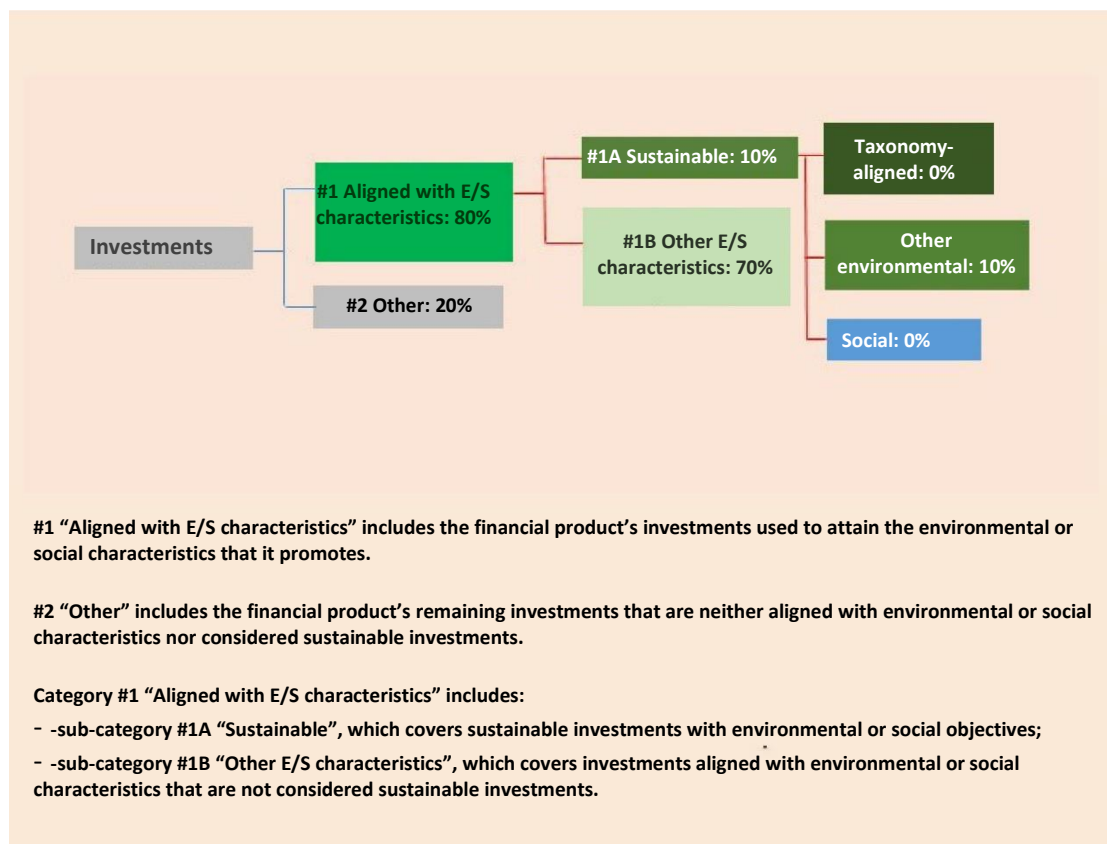 Investments
#1 Aligned with E/S
characteristics: 80%
#2 Other: 20%
#1A Sustainable: 10%
#1B Other E/S
characteristics: 70%
Taxonomy-
aligned: 0%
Other
environmental: 10%
Social: 0%
#1 “Aligned with E/S characteristics” includes the financial product’s investments used to attain the environmental or
social characteristics that it promotes.
#2 “Other” includes the financial product’s remaining investments that are neither aligned with environmental or social
characteristics nor considered sustainable investments.
Category #1 “Aligned with E/S characteristics” includes:
- -sub-category #1A “Sustainable”, which covers sustainable investments with environmental or social objectives;
- -sub-category #1B “Other E/S characteristics”, which covers investments aligned with environmental or social
characteristics that are not considered sustainable investments.